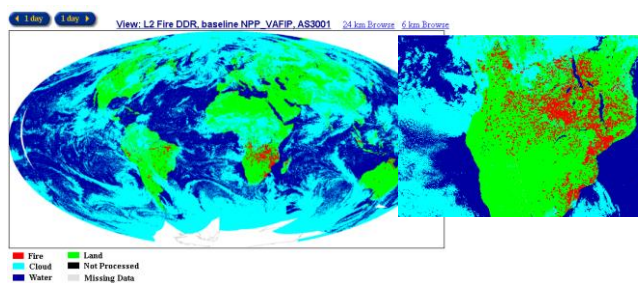 1 day 1 day
View: L2 Fire DDR, baseline NPP_VAFIP, AS3001 24 km Browse 6 km Browse
Fire Land
Cloud Not Processed
Water Missing Data